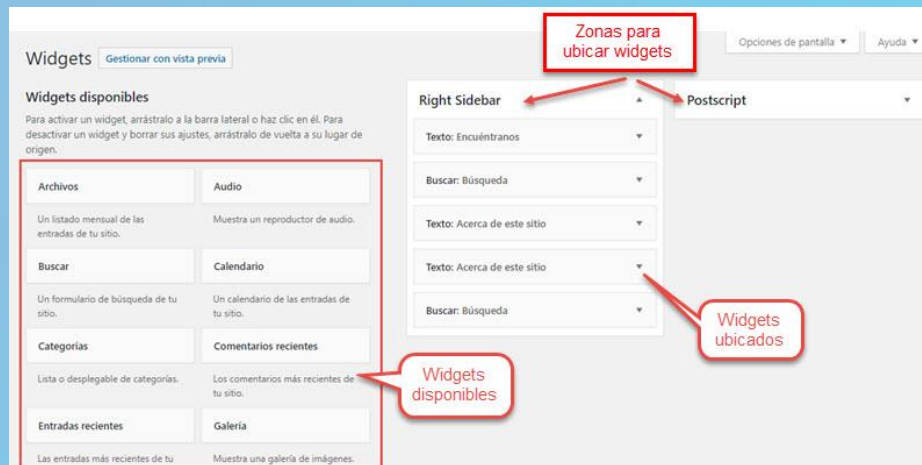 Zonas para
ubicar widgets
Opciones de pantalla
Ayuda
Widgets
Gestionar con vista previa
Widgets disponibles
Para activar un widget, arrástralo a la barra lateral o haz clic en él. Para
desactivar un widget y borrar sus ajustes, arrástralo de vuelta a su lugar de
origen.
Archivos
Audio
Un listado mensual de las
entradas de tu sitio.
Muestra un reproductor de audio.
Buscar
Calendario
Un formulario de búsqueda de tu
sitio.
Un calendario de las entradas de
tu sitio.
Categorías
Comentarios recientes
Lista o desplegable de categorías.
Los comentarios más recientes de
tu sitio.
Entradas recientes
Galería
Las entradas más recientes de tu
Muestra una galería de imágenes.
Right Sidebar
Texto: Encuéntranos
Buscar: Búsqueda
Texto: Acerca de este sitio
Texto: Acerca de este sitio
Buscar: Búsqueda
Postscript
Widgets
ubicados
Widgets
disponibles